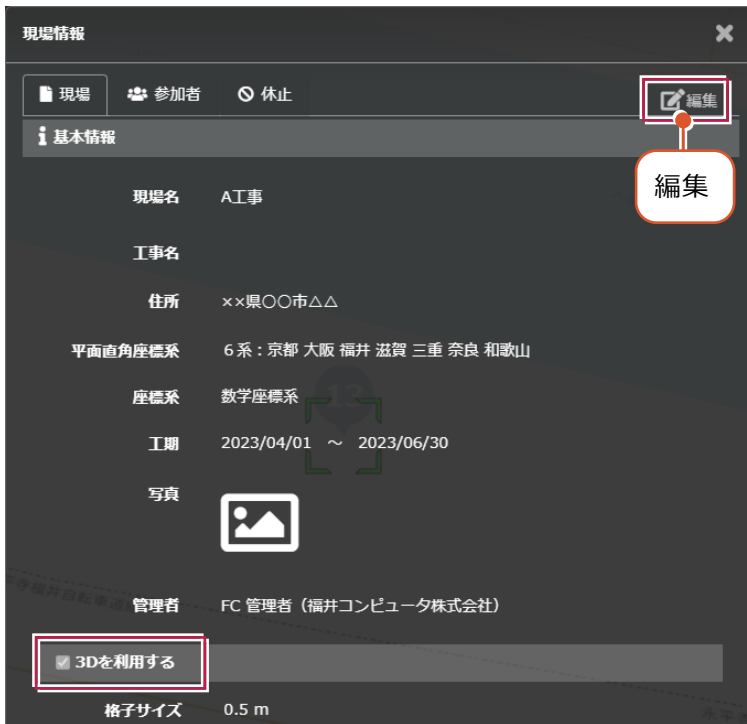 現場情報
現場 参加者 休止 編集
基本情報
編集
現場名 A工事
工事名
住所 ××県〇〇市△△
平面直角座標系 6系：京都 大阪 福井 滋賀 三重 奈良 和歌山
座標系 数学座標系
13
工期 2023/04/01 ～ 2023/06/30
写真
管理者 FC 管理者（福井コンピュータ株式会社）
3Dを利用する
格子サイズ 0.5 m